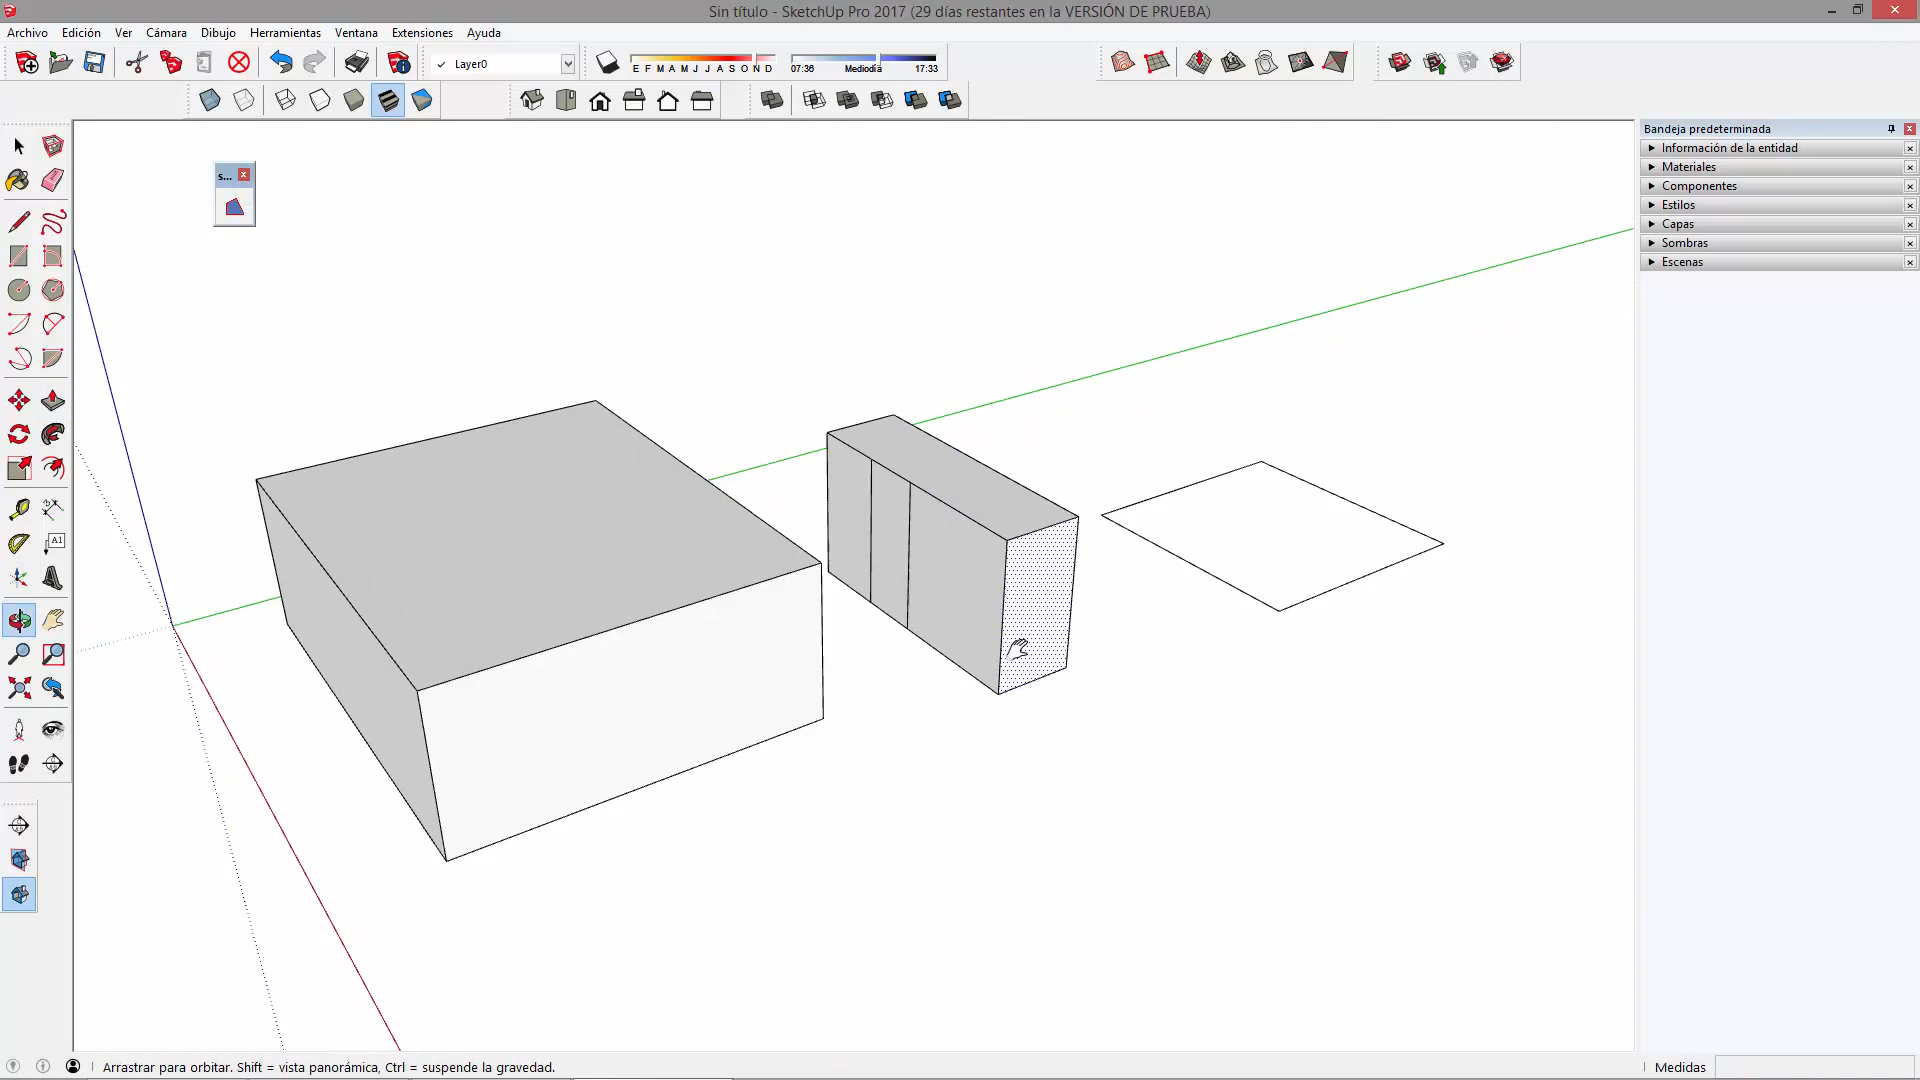 Sin título - SketchUp Pro 2017 (29 días restantes en la VERSIÓN DE PRUEBA)
Archivo Edición Ver Cámara Dibujo Herramientas Ventana Extensiones Ayuda
Layer0
E F M A M J J A S O N D
07:36 Mediodía 17:33
Bandeja predeterminada
Información de la entidad
Materiales
Componentes
Estilos
Capas
Sombras
Escenas
s...
A1
Arrastrar para orbitar. Shift = vista panorámica, Ctrl = suspende la gravedad.
Medidas